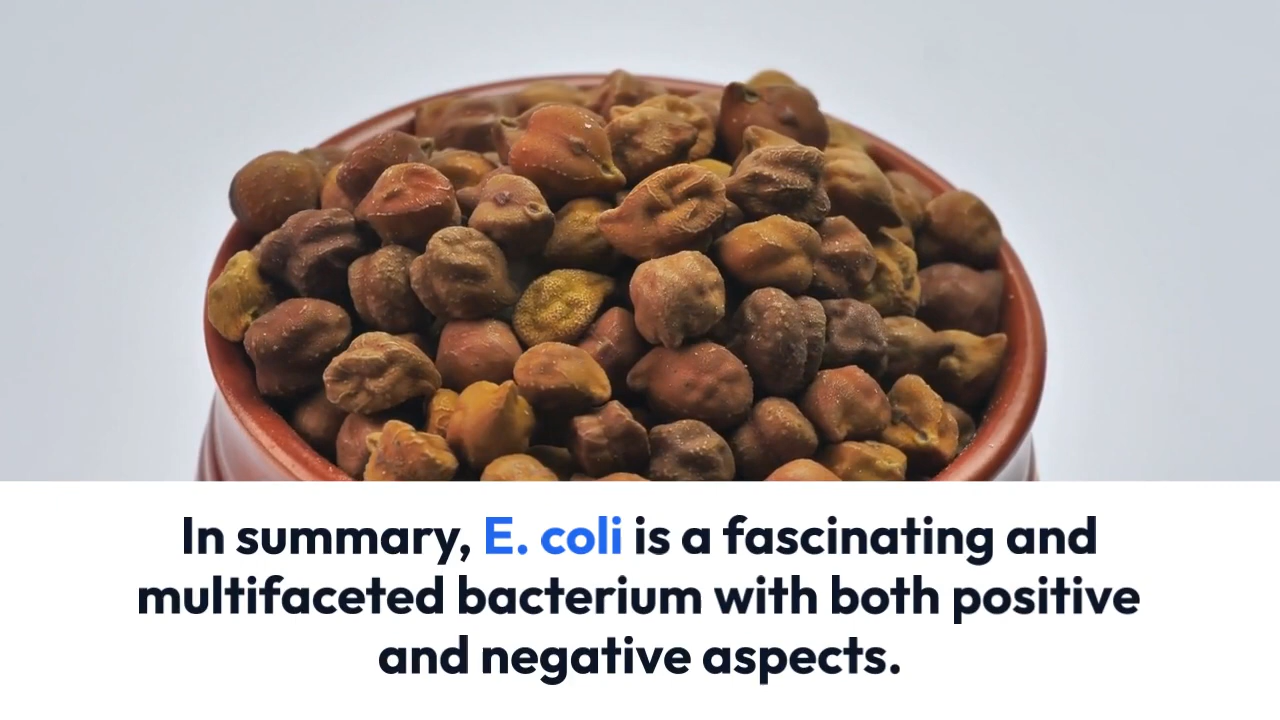 In summary, E. coli is a fascinating and
multifaceted bacterium with both positive
and negative aspects.